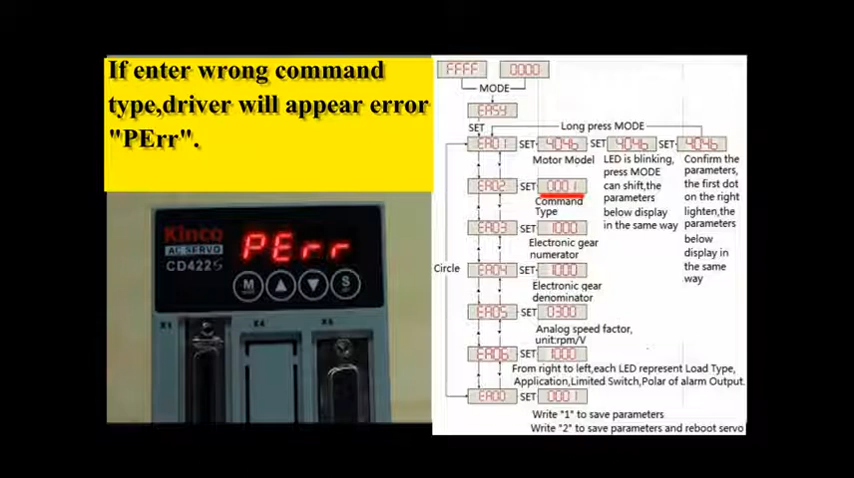 If enter wrong command
type,driver will appear error
"PErr".
Kinco
AC SERVO
CD422S
PErr
M
S
X1
X4
X5
FFFF 0000
MODE
EASY
SET
Long press MODE
EA01 SET 4046 SET 4046 SET 4046
Motor Model
LED is blinking,
press MODE
can shift,the
parameters
below display
in the same way
Confirm the
parameters,
the first dot
on the right
lighten,the
parameters
below
display in
the same
way
EA02 SET 0001
Command
Type
EA03 SET 1000
Electronic gear
numerator
Circle
EA04 SET 1000
Electronic gear
denominator
EA05 SET 0300
Analog speed factor,
unit:rpm/V
EA06 SET 1000
From right to left,each LED represent Load Type,
Application,Limited Switch,Polar of alarm Output.
EA00 SET 0001
Write "1" to save parameters
Write "2" to save parameters and reboot servo